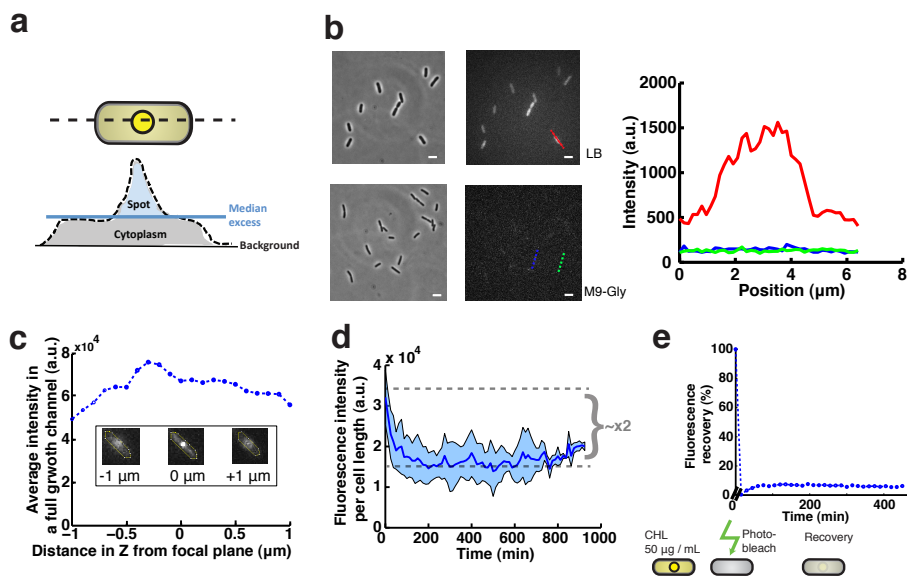 a
Spot
Median
excess
Cytoplasm
Background
b
LB
M9-Gly
2000
1500
1000
500
0
Intensity (a.u.)
0 2 4 6 8
Position (µm)
c
x10⁴
8
6
4
2
0
Average intensity in
a full grwoth channel (a.u.)
-1 µm 0 µm +1 µm
−1 −0.5 0 0.5 1
Distance in Z from focal plane (µm)
d
x 10⁴
4
3
2
1
0
Fluorescence intensity
per cell length (a.u.)
~x2
0 200 400 600 800 1000
Time (min)
e
100
80
60
40
20
0
Fluorescence
recovery (%)
0 200 400
Time (min)
CHL
50 µg / mL
Photo-
bleach
Recovery